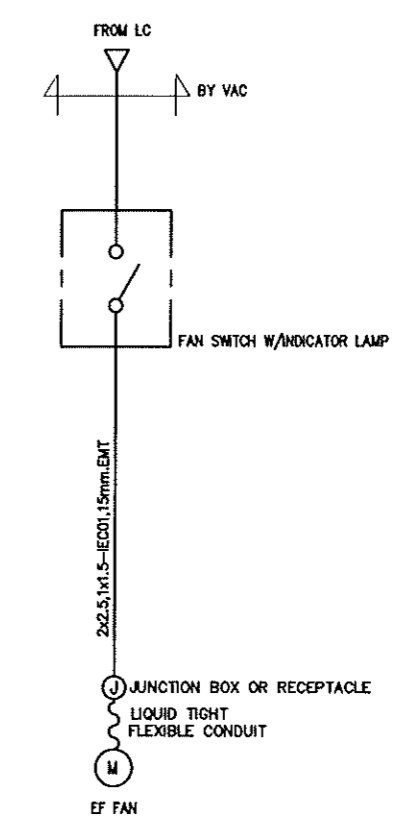 FROM LC
BY VAC
FAN SWITCH W/INDICATOR LAMP
2x2.5,1x1.5-IEC01,15mm.EMT
J
JUNCTION BOX OR RECEPTACLE
LIQUID TIGHT
FLEXIBLE CONDUIT
M
EF FAN